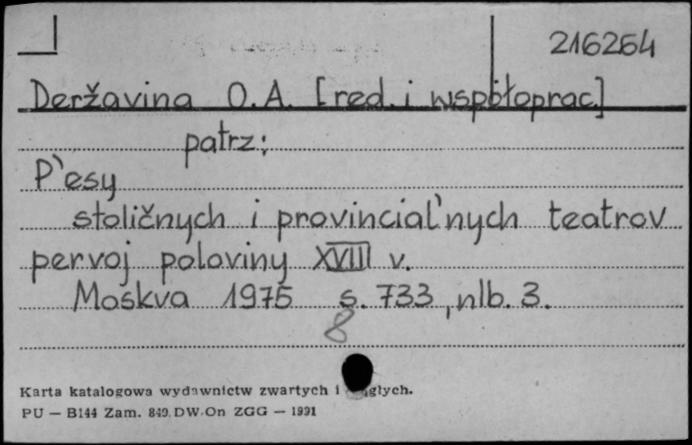 216264
Deržavina O.A. [red. i współoprac.]
patrz:
P'esy
stoličnych i provincial'nych teatrov
pervoj poloviny XVIII v.
Moskva 1975 s. 733, nlb. 3.
8
Karta katalogowa wydawnictw zwartych i
PU — B144 Zam. 849. DW. On ZGG — 1991